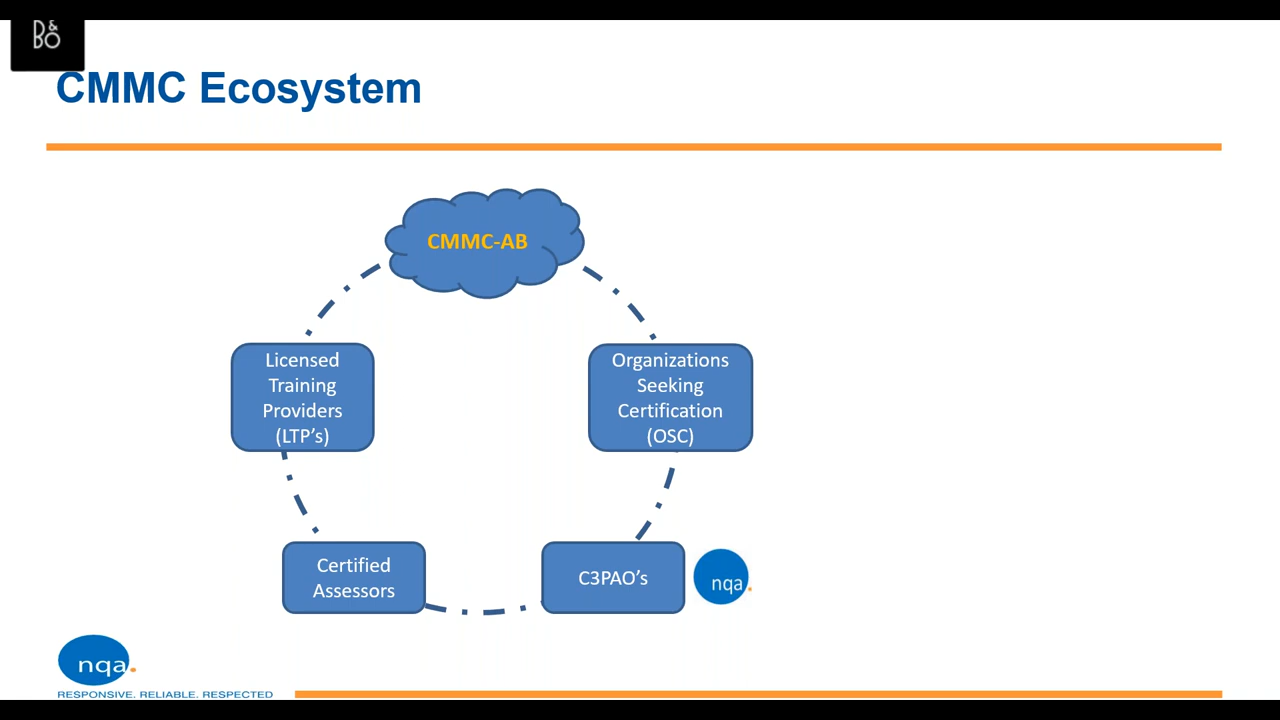 B&O
CMMC Ecosystem
CMMC-AB
Licensed
Training
Providers
(LTP's)
Organizations
Seeking
Certification
(OSC)
Certified
Assessors
C3PAO's
nqa.
nqa.
RESPONSIVE. RELIABLE. RESPECTED